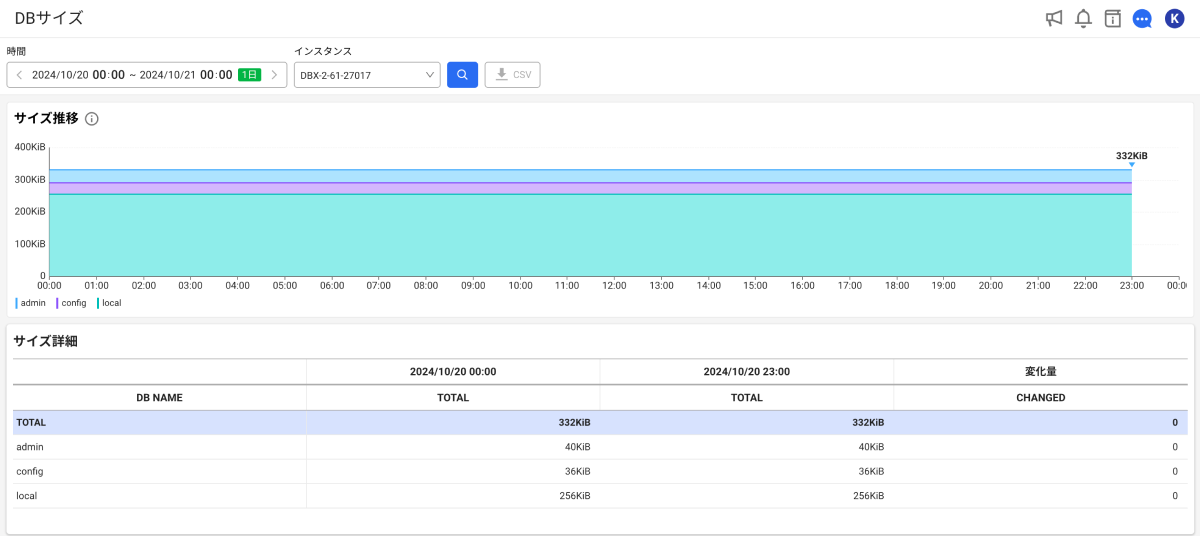 DBサイズ
K
時間
インスタンス
2024/10/20 00:00 ~ 2024/10/21 00:00 1日
DBX-2-61-27017
CSV
サイズ推移
400KiB
300KiB
200KiB
100KiB
0
332KiB
00:00 01:00 02:00 03:00 04:00 05:00 06:00 07:00 08:00 09:00 10:00 11:00 12:00 13:00 14:00 15:00 16:00 17:00 18:00 19:00 20:00 21:00 22:00 23:00 00:0
admin config local
サイズ詳細
2024/10/20 00:00 2024/10/20 23:00 変化量
DB NAME TOTAL TOTAL CHANGED
TOTAL 332KiB 332KiB 0
admin 40KiB 40KiB 0
config 36KiB 36KiB 0
local 256KiB 256KiB 0